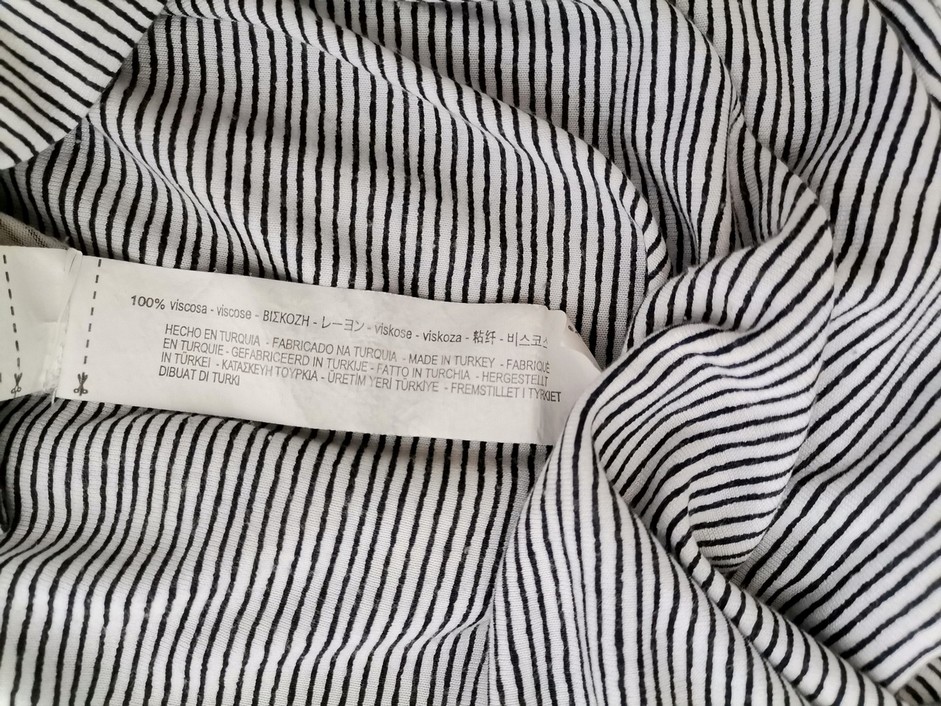 100% viscosa - viscose - ΒΙΣΚΟΖΗ - レーヨン - viskose - viskoza - 粘纤 - 비스코스
HECHO EN TURQUIA - FABRICADO NA TURQUIA - MADE IN TURKEY - FABRIQUE
EN TURQUIE - GEFABRICEERD IN TURKIJE - FATTO IN TURCHIA - HERGESTELLT
IN TÜRKEI - ΚΑΤΑΣΚΕΥΗ ΤΟΥΡΚΙΑ - ÜRETİM YERİ TÜRKİYE - FREMSTILLET I TYRKIET
DIBUAT DI TURKI